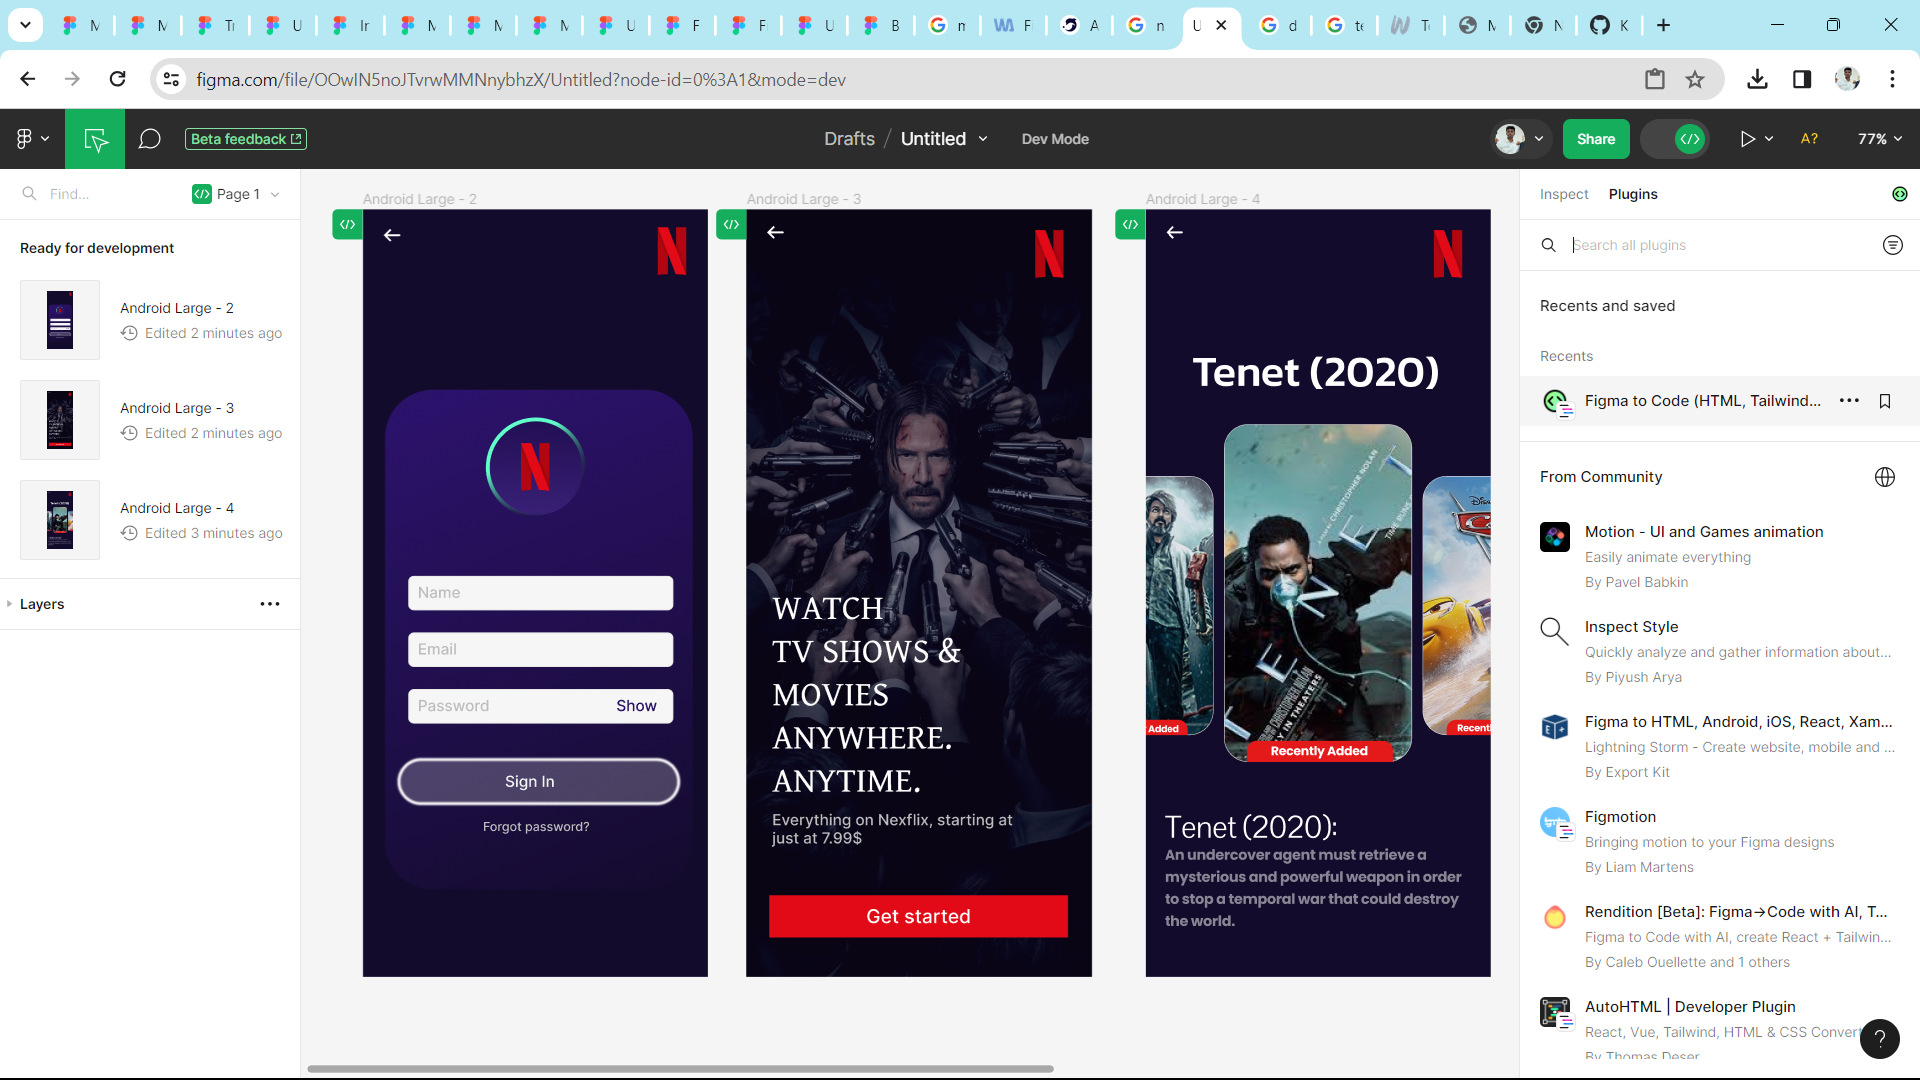 M
M
Tr
U
Ir
M
M
M
U
F
F
U
B
m
F
A
n
U
d
te
To
M
N
K
figma.com/file/OOwIN5noJTvrwMMNnybhzX/Untitled?node-id=0%3A1&mode=dev
Beta feedback
Drafts / Untitled
Dev Mode
Share
A?
77%
Find...
Page 1
Ready for development
Android Large - 2
Edited 2 minutes ago
Android Large - 3
Edited 2 minutes ago
Android Large - 4
Edited 3 minutes ago
Layers
Android Large - 2
N
N
Name
Email
Password Show
Sign In
Forgot password?
Android Large - 3
N
WATCH
TV SHOWS &
MOVIES
ANYWHERE.
ANYTIME.
Everything on Nexflix, starting at
just at 7.99$
Get started
Android Large - 4
N
Tenet (2020)
CHRISTOPHER NOLAN
TENET
CHRISTOPHER NOLAN
IN THEATERS
Added
Recently Added
Recent
Tenet (2020):
An undercover agent must retrieve a
mysterious and powerful weapon in order
to stop a temporal war that could destroy
the world.
Inspect Plugins
Search all plugins
Recents and saved
Recents
Figma to Code (HTML, Tailwind...
From Community
Motion - UI and Games animation
Easily animate everything
By Pavel Babkin
Inspect Style
Quickly analyze and gather information about...
By Piyush Arya
Figma to HTML, Android, iOS, React, Xam...
Lightning Storm - Create website, mobile and ...
By Export Kit
Figmotion
Bringing motion to your Figma designs
By Liam Martens
Rendition [Beta]: Figma→Code with AI, T...
Figma to Code with AI, create React + Tailwin...
By Caleb Ouellette and 1 others
AutoHTML | Developer Plugin
React, Vue, Tailwind, HTML & CSS Convert
By Thomas Deser
?